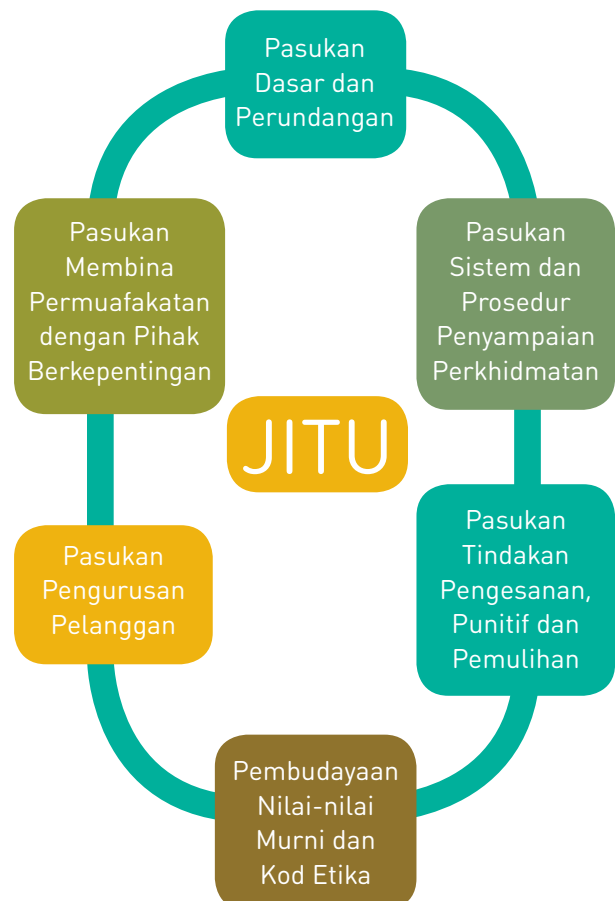 Pasukan
Dasar dan
Perundangan
Pasukan
Membina
Permuafakatan
dengan Pihak
Berkepentingan
Pasukan
Sistem dan
Prosedur
Penyampaian
Perkhidmatan
JITU
Pasukan
Pengurusan
Pelanggan
Pasukan
Tindakan
Pengesanan,
Punitif dan
Pemulihan
Pembudayaan
Nilai-nilai
Murni dan
Kod Etika